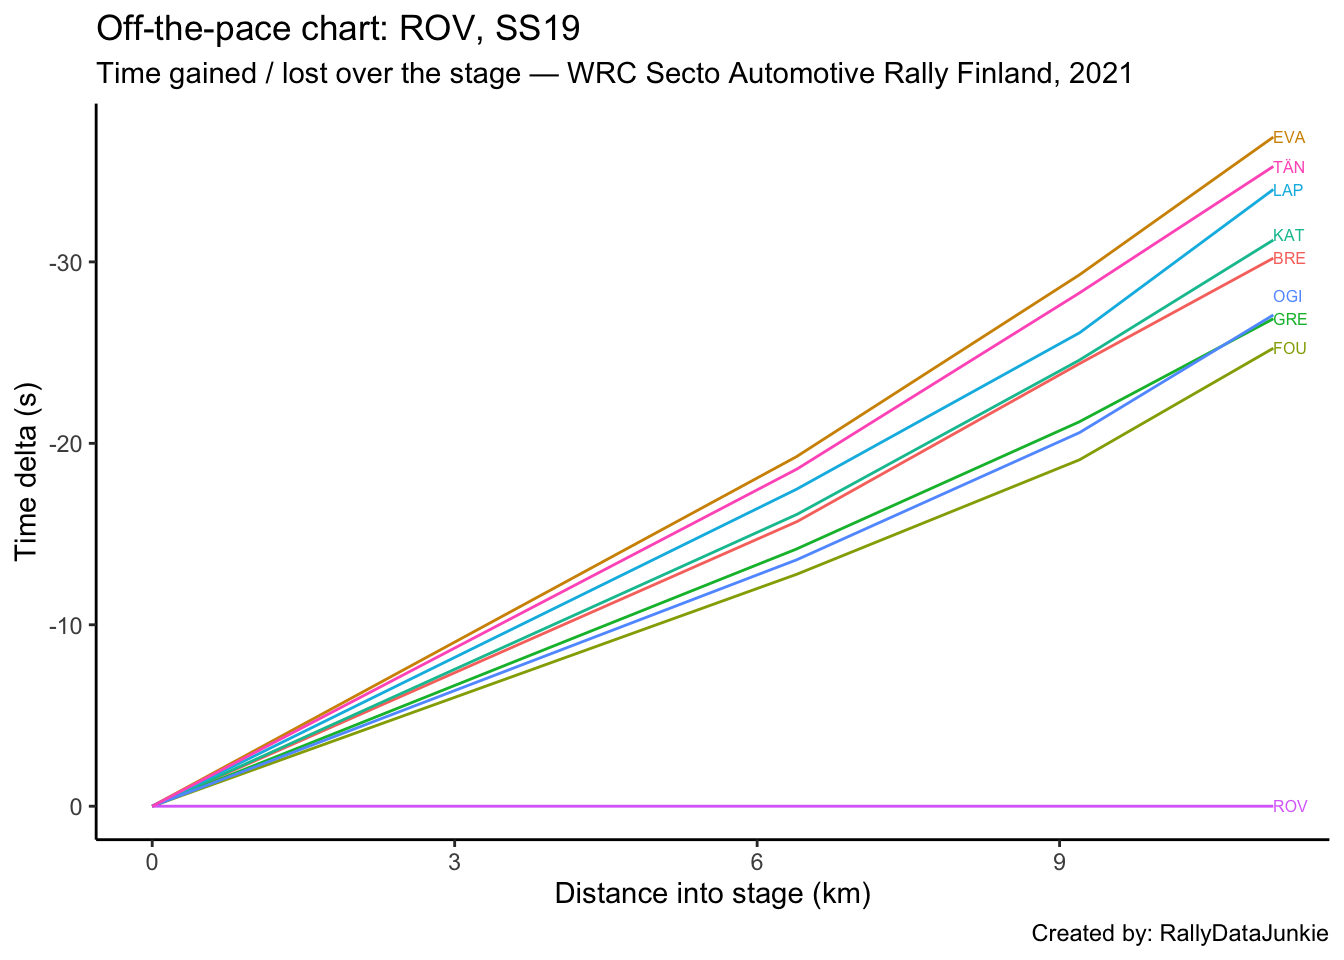 Off-the-pace chart: ROV, SS19
Time gained / lost over the stage — WRC Secto Automotive Rally Finland, 2021
EVA
TÄN
LAP
KAT
BRE
OGI
GRE
FOU
ROV
-30
-20
-10
0
Time delta (s)
0 3 6 9
Distance into stage (km)
Created by: RallyDataJunkie